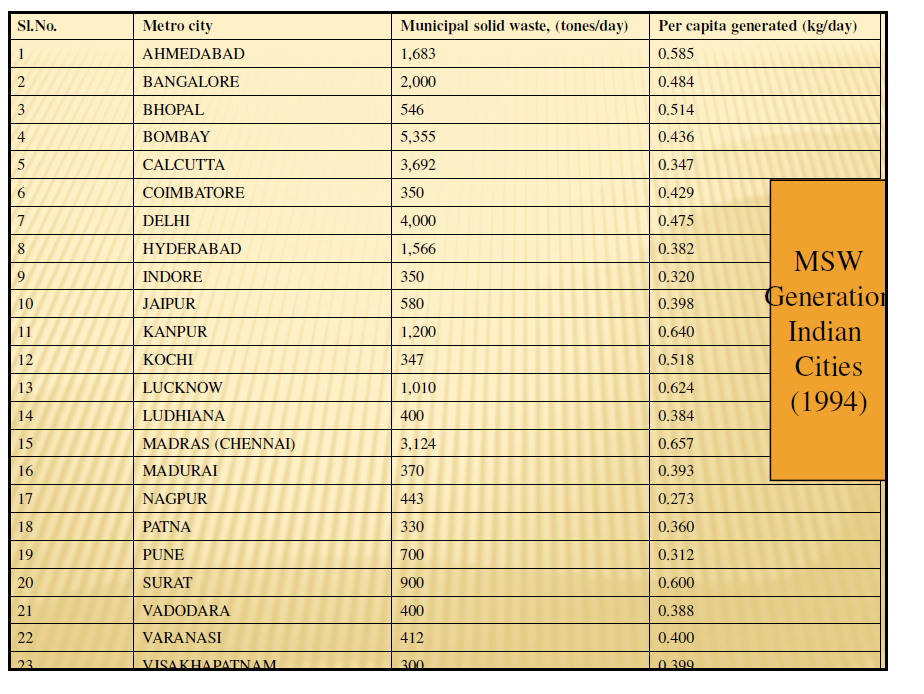 Sl.No. Metro city Municipal solid waste, (tones/day) Per capita generated (kg/day)
1 AHMEDABAD 1,683 0.585
2 BANGALORE 2,000 0.484
3 BHOPAL 546 0.514
4 BOMBAY 5,355 0.436
5 CALCUTTA 3,692 0.347
6 COIMBATORE 350 0.429
7 DELHI 4,000 0.475
8 HYDERABAD 1,566 0.382
9 INDORE 350 0.320
10 JAIPUR 580 0.398
11 KANPUR 1,200 0.640
12 KOCHI 347 0.518
13 LUCKNOW 1,010 0.624
14 LUDHIANA 400 0.384
15 MADRAS (CHENNAI) 3,124 0.657
16 MADURAI 370 0.393
17 NAGPUR 443 0.273
18 PATNA 330 0.360
19 PUNE 700 0.312
20 SURAT 900 0.600
21 VADODARA 400 0.388
22 VARANASI 412 0.400
23 VISAKHAPATNAM 300 0.399
MSW
Generation
Indian
Cities
(1994)